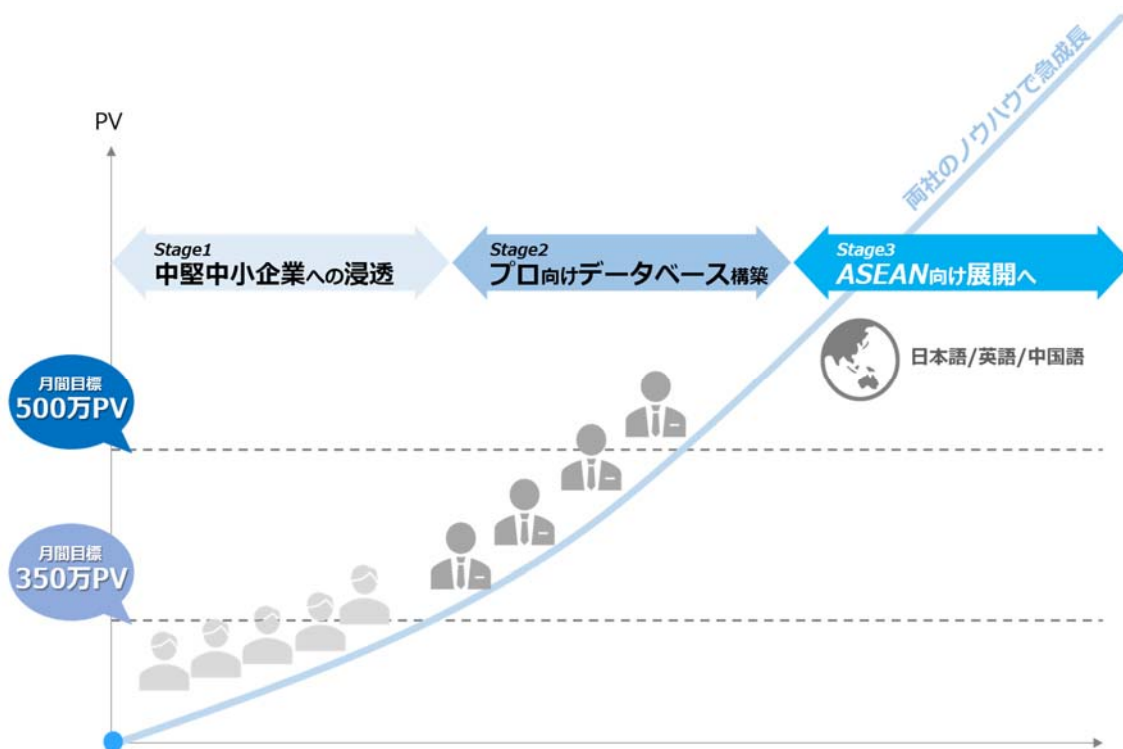 両社のノウハウで急成長
PV
Stage1
中堅中小企業への浸透
Stage2
プロ向けデータベース構築
Stage3
ASEAN向け展開へ
日本語/英語/中国語
月間目標
500万PV
月間目標
350万PV